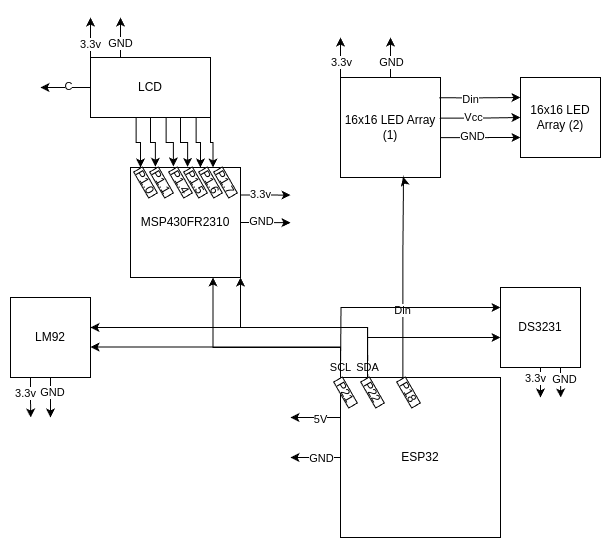 3.3v
GND
C
LCD
P1.0
P1.1
P1.4
P1.5
P1.6
P1.7
MSP430FR2310
3.3v
GND
3.3v
GND
16x16 LED Array
(1)
Din
Vcc
GND
16x16 LED
Array (2)
LM92
3.3v
GND
Din
DS3231
3.3v
GND
SCL
SDA
P21
P22
P18
5V
GND
ESP32